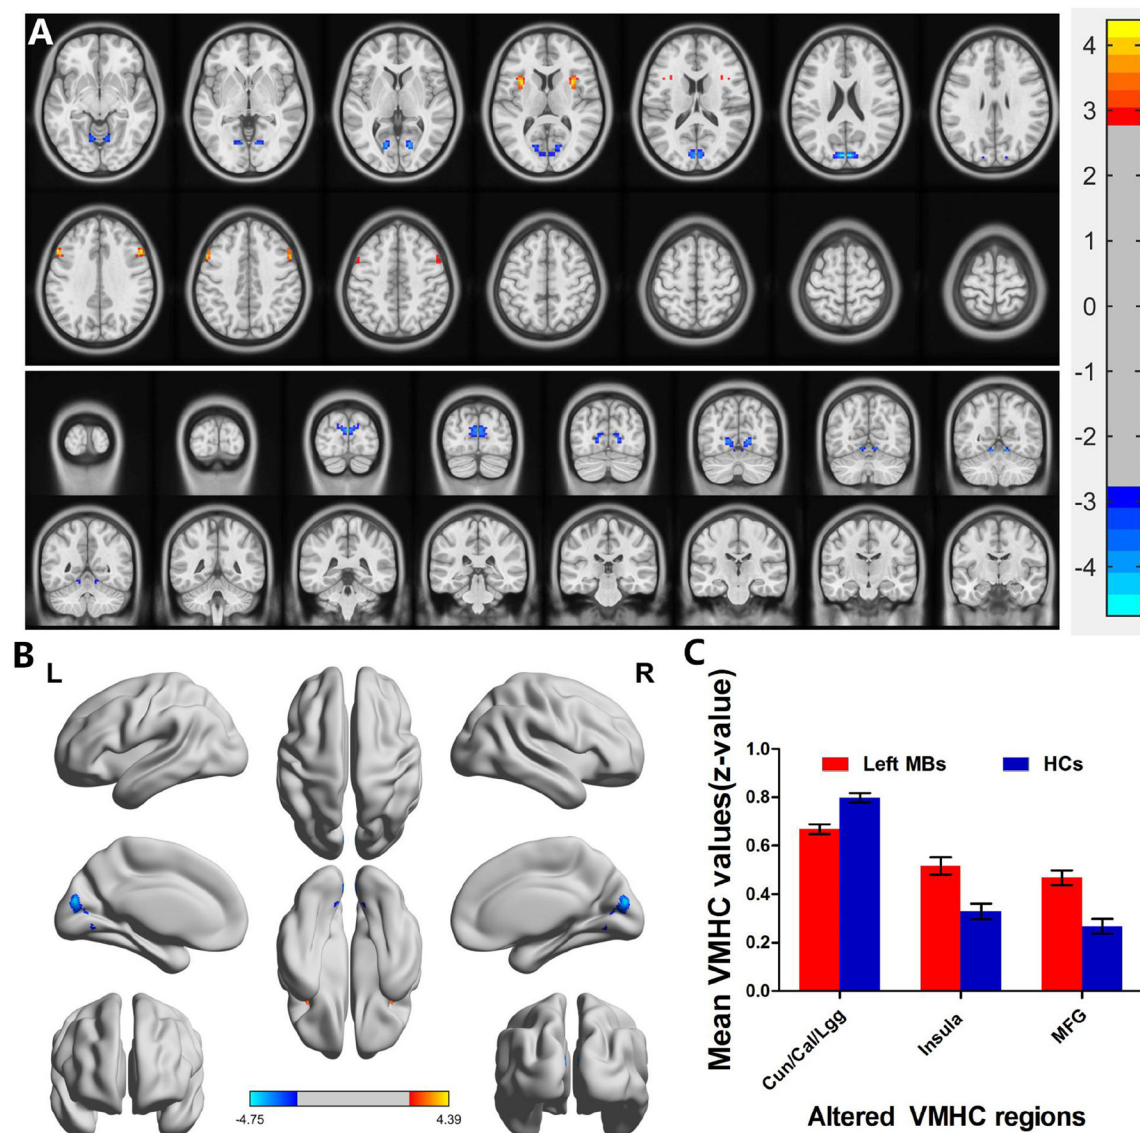 A
4
3
2
1
0
-1
-2
-3
-4
B
L
R
-4.75
4.39
C
Mean VMHC values(z-value)
1.0
0.8
0.6
0.4
0.2
0.0
Left MBs
HCs
Cun/Cal/Lgg
Insula
MFG
Altered VMHC regions